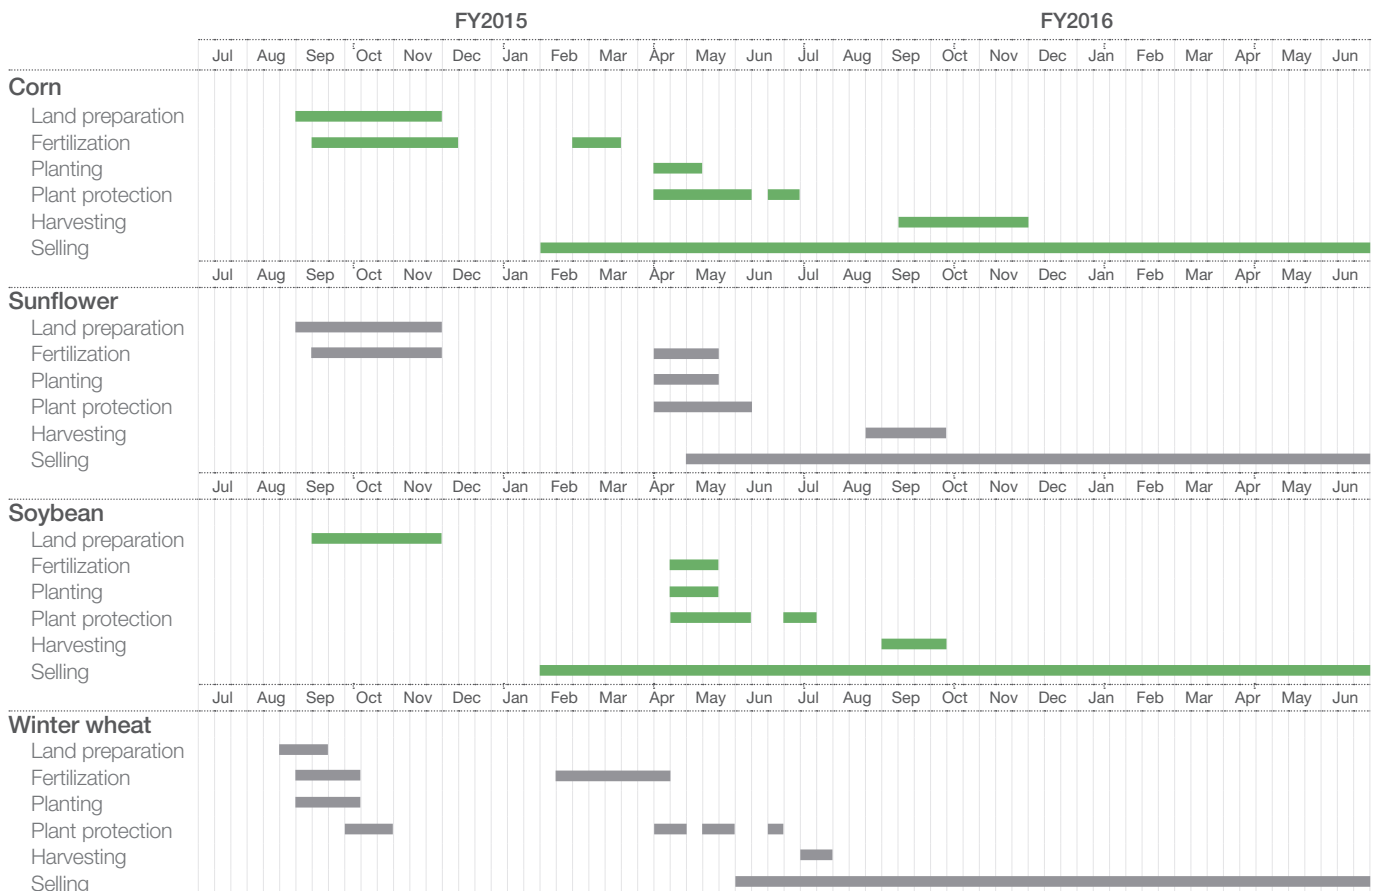 FY2015 FY2016
Jul Aug Sep Oct Nov Dec Jan Feb Mar Apr May Jun Jul Aug Sep Oct Nov Dec Jan Feb Mar Apr May Jun
Corn
Land preparation
Fertilization
Planting
Plant protection
Harvesting
Selling
Jul Aug Sep Oct Nov Dec Jan Feb Mar Apr May Jun Jul Aug Sep Oct Nov Dec Jan Feb Mar Apr May Jun
Sunflower
Land preparation
Fertilization
Planting
Plant protection
Harvesting
Selling
Jul Aug Sep Oct Nov Dec Jan Feb Mar Apr May Jun Jul Aug Sep Oct Nov Dec Jan Feb Mar Apr May Jun
Soybean
Land preparation
Fertilization
Planting
Plant protection
Harvesting
Selling
Jul Aug Sep Oct Nov Dec Jan Feb Mar Apr May Jun Jul Aug Sep Oct Nov Dec Jan Feb Mar Apr May Jun
Winter wheat
Land preparation
Fertilization
Planting
Plant protection
Harvesting
Selling